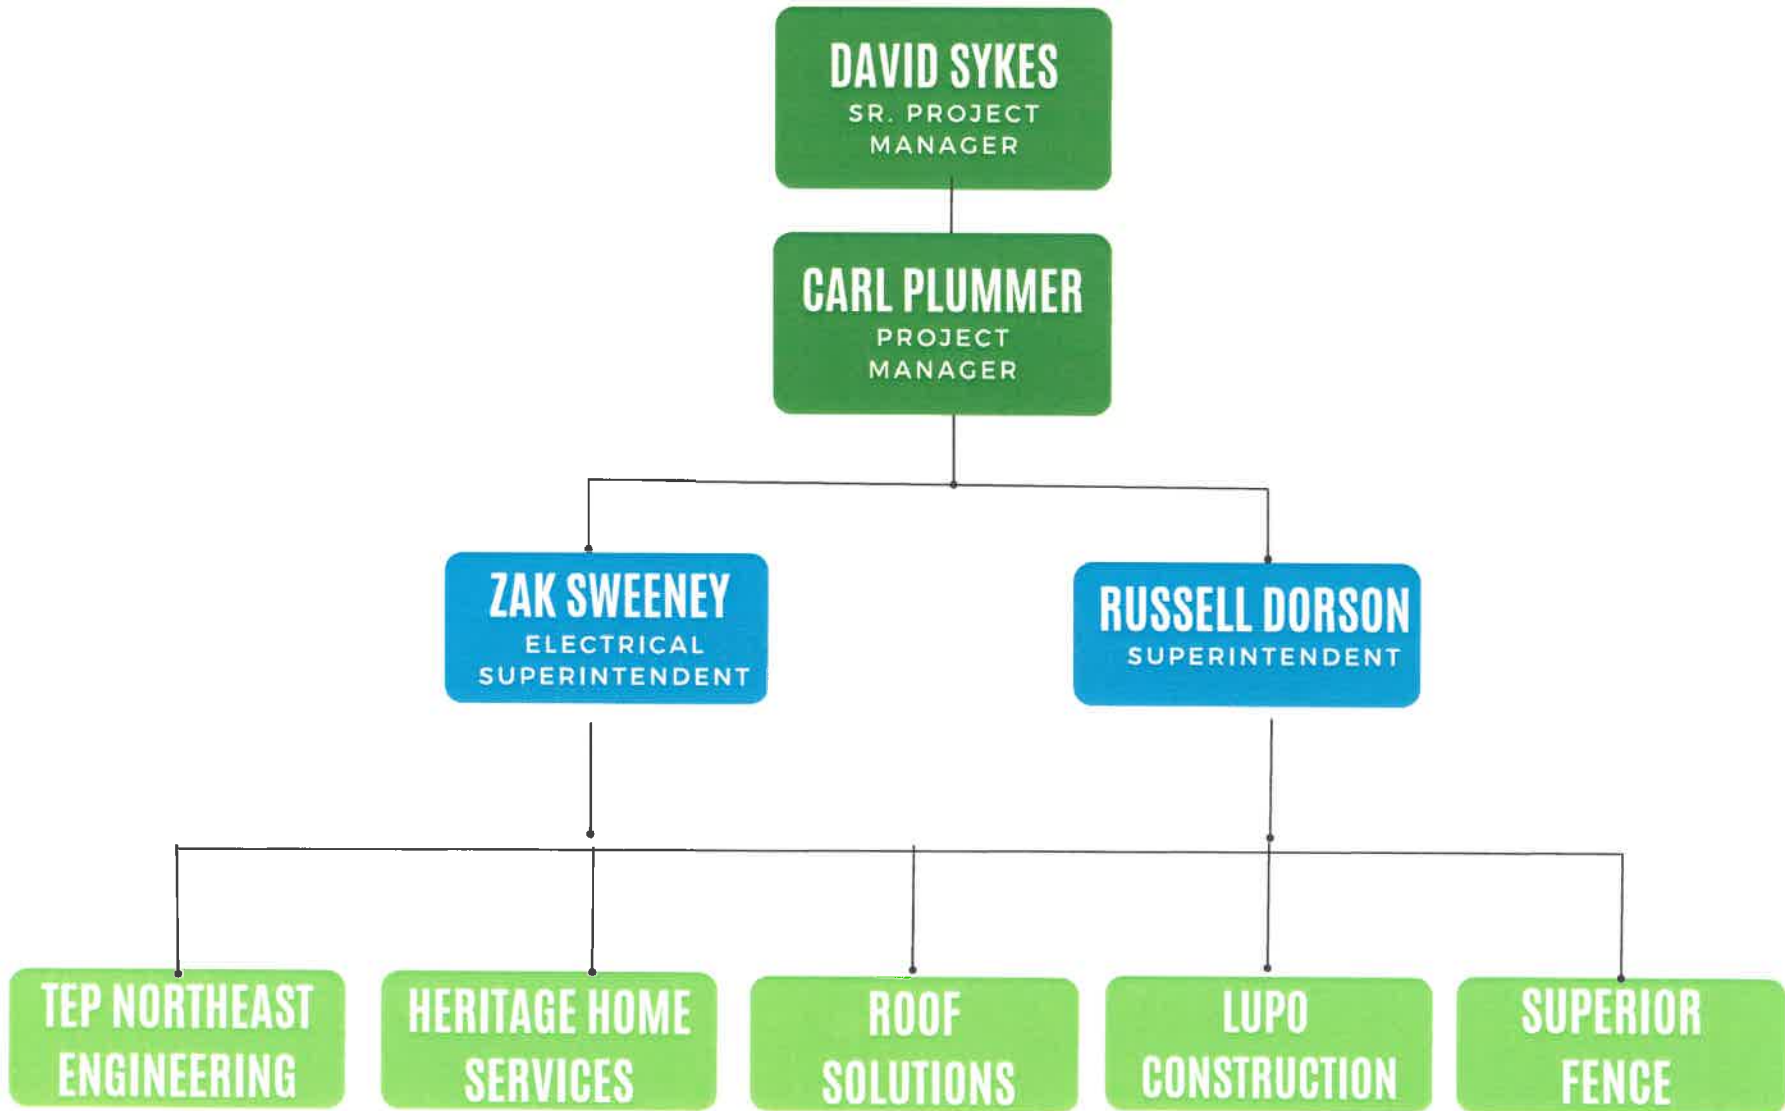 DAVID SYKES
SR. PROJECT
MANAGER
CARL PLUMMER
PROJECT
MANAGER
ZAK SWEENEY
ELECTRICAL
SUPERINTENDENT
RUSSELL DORSON
SUPERINTENDENT
TEP NORTHEAST
ENGINEERING
HERITAGE HOME
SERVICES
ROOF
SOLUTIONS
LUPO
CONSTRUCTION
SUPERIOR
FENCE